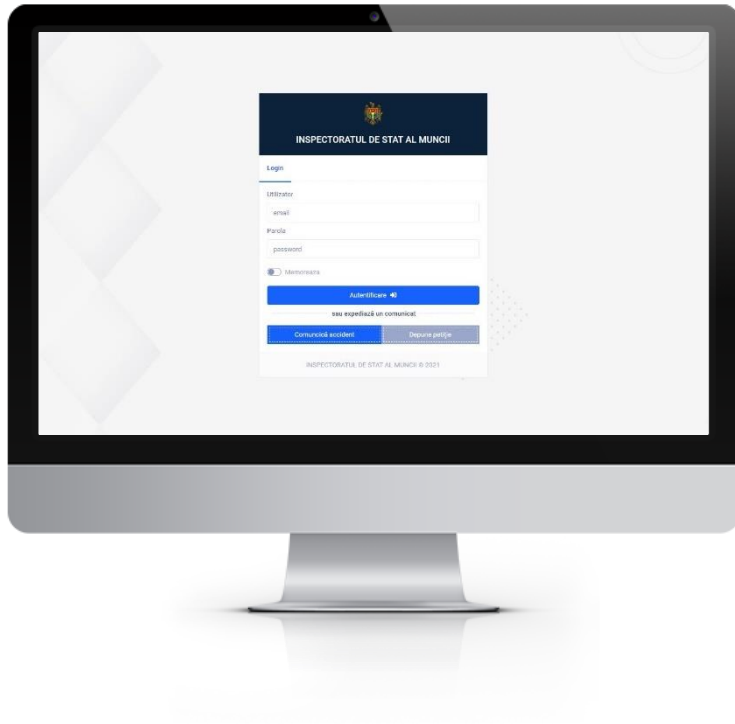 INSPECTORATUL DE STAT AL MUNCII
Login
Utilizator
email
Parola
password
Memorează
Autentificare
sau expediază un comunicat
Comunică accident
Depune petiție
INSPECTORATUL DE STAT AL MUNCII © 2021